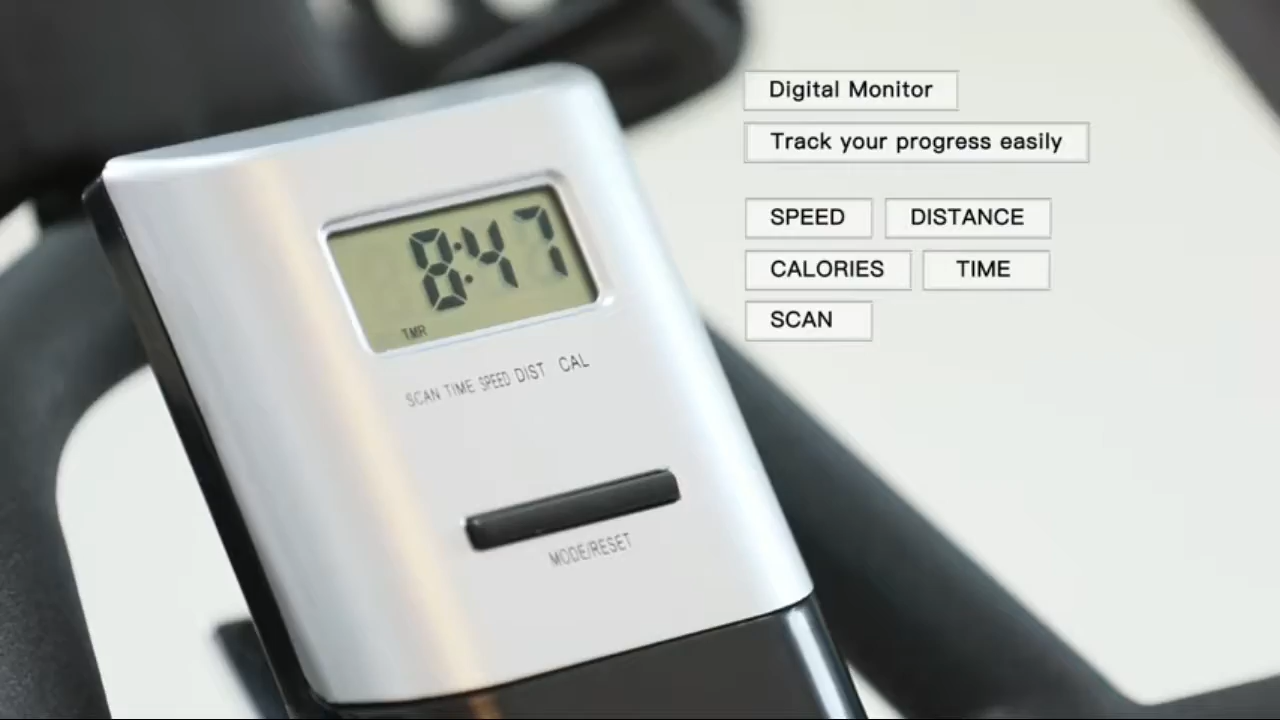 Digital Monitor
Track your progress easily
SPEED DISTANCE
CALORIES TIME
SCAN
8:47
TMR
SCAN TIME SPEED DIST CAL
MODE/RESET